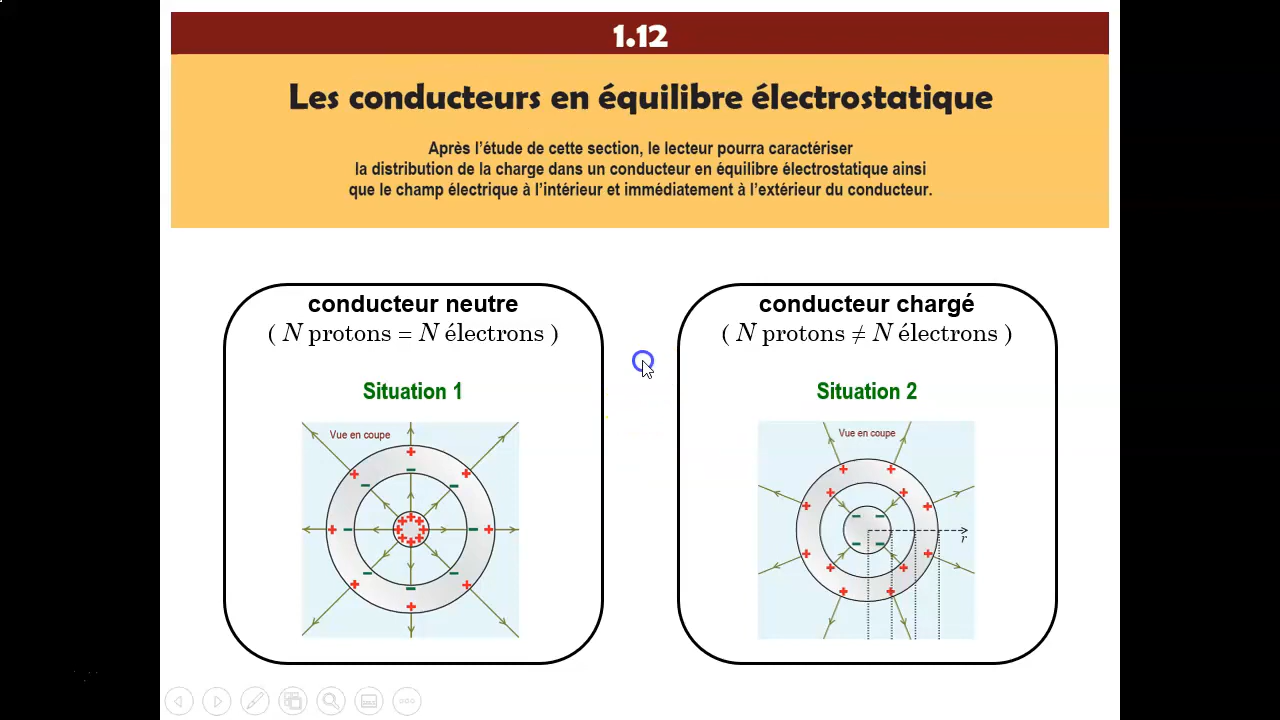 1.12
Les conducteurs en équilibre électrostatique
Après l’étude de cette section, le lecteur pourra caractériser
la distribution de la charge dans un conducteur en équilibre électrostatique ainsi
que le champ électrique à l’intérieur et immédiatement à l’extérieur du conducteur.
conducteur neutre
( N protons = N électrons )
Situation 1
Vue en coupe
conducteur chargé
( N protons ≠ N électrons )
Situation 2
Vue en coupe
r